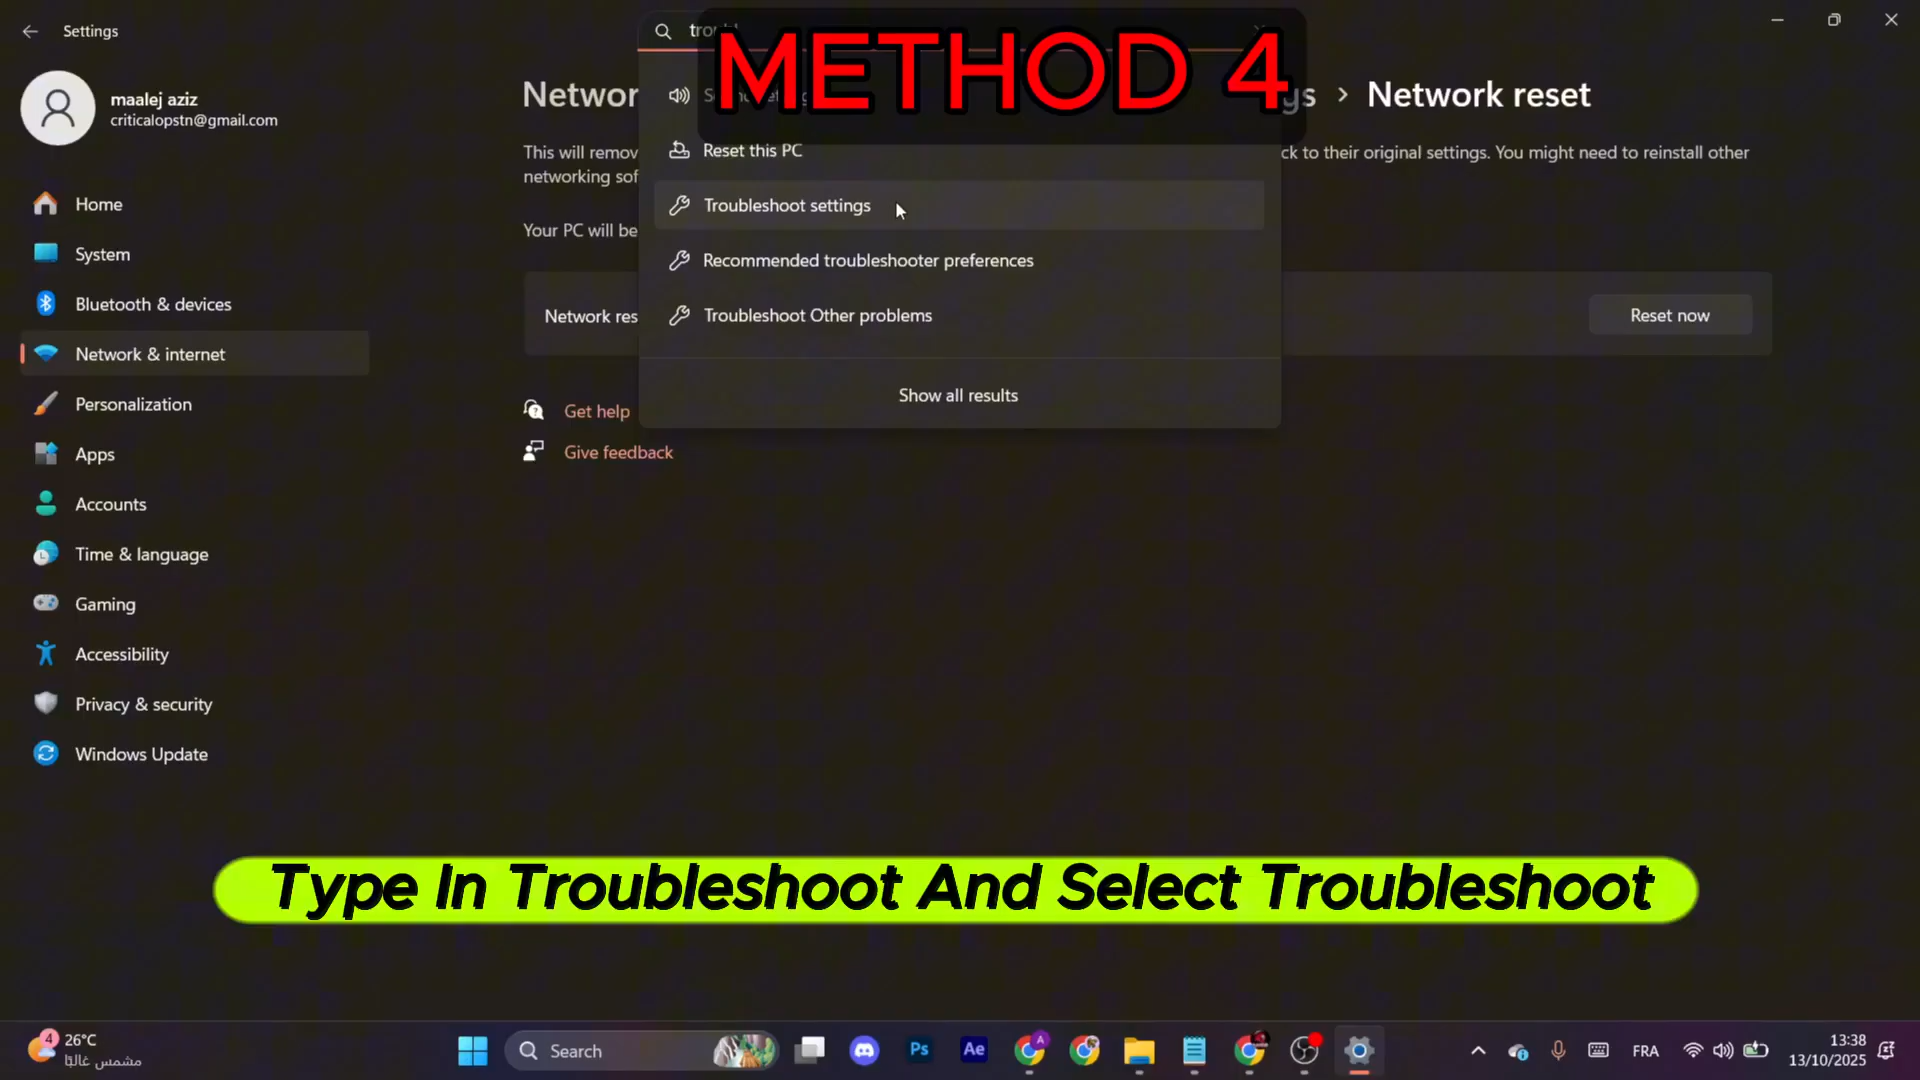 Settings
METHOD 4
maalej aziz
criticalopstn@gmail.com
Home
System
Bluetooth & devices
Network & internet
Personalization
Apps
Accounts
Time & language
Gaming
Accessibility
Privacy & security
Windows Update
Network reset
This will remov
ck to their original settings. You might need to reinstall other
networking sof
Your PC will be
Network res
Reset now
Get help
Give feedback
Reset this PC
Troubleshoot settings
Recommended troubleshooter preferences
Troubleshoot Other problems
Show all results
Type In Troubleshoot And Select Troubleshoot
4
26°C
مشمس غالبًا
Search
Ps
Ae
A
FRA
13:38
13/10/2025